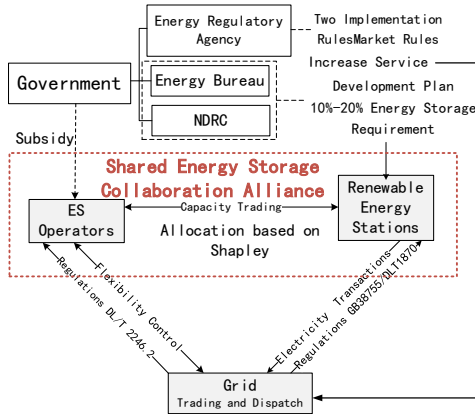 Energy Regulatory
Agency
Two Implementation
RulesMarket Rules
Increase Service
Government
Energy Bureau
NDRC
Development Plan
10%-20% Energy Storage
Requirement
Subsidy
Shared Energy Storage
Collaboration Alliance
ES
Operators
Capacity Trading
Renewable
Energy
Stations
Allocation based on
Shapley
Regulations DL/T 2246.2
Flexibility Control
Electricity Transactions
Regulations GB38755/DLT1870
Grid
Trading and Dispatch